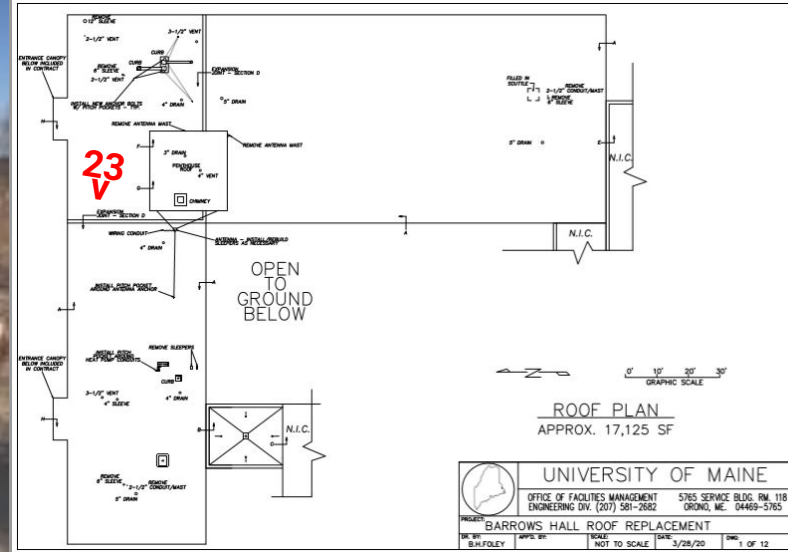 REMOVE
12" SLEEVE
2-1/2" VENT
3-1/2" VENT
CURB
ENTRANCE CANOPY
BELOW INCLUDED
IN CONTRACT
REMOVE
6" SLEEVE
CURB
2-1/2" VENT
EXPANSION
JOINT - SECTION D
INSTALL NEW ANCHOR BOLTS
W/ PITCH POCKETS - TYP.
4" DRAIN
5" DRAIN
REMOVE ANTENNA MAST
REMOVE ANTENNA MAST
FILLED IN
SCUTTLE
REMOVE
2-1/2" CONDUIT/MAST
REMOVE
6" SLEEVE
5" DRAIN
A
E
N.I.C.
H
F
3" DRAIN
PENTHOUSE
ROOF
4" VENT
G
CHIMNEY
23
v
EXPANSION
JOINT - SECTION D
WIRING CONDUIT
4" DRAIN
ANTENNA - INSTALL/REBUILD
SLEEPERS AS NECESSARY
A
N.I.C.
OPEN
TO
GROUND
BELOW
INSTALL PITCH POCKET
AROUND ANTENNA ANCHOR
A
A
ENTRANCE CANOPY
BELOW INCLUDED
IN CONTRACT
INSTALL PITCH
POCKET AROUND
HEAT PUMP CONDUITS
REMOVE SLEEPERS
CURB
3-1/2" VENT
4" SLEEVE
4" DRAIN
H
B
C
N.I.C.
REMOVE
6" SLEEVE
REMOVE
2-1/2" CONDUIT/MAST
5" DRAIN
0' 10' 20' 30'
GRAPHIC SCALE
ROOF PLAN
APPROX. 17,125 SF
UNIVERSITY OF MAINE
OFFICE OF FACILITIES MANAGEMENT 5765 SERVICE BLDG. RM. 118
ENGINEERING DIV. (207) 581-2682 ORONO, ME. 04469-5765
PROJECT:
BARROWS HALL ROOF REPLACEMENT
DR. BY: APP'D. BY: SCALE: DATE: DWG:
B.H.FOLEY NOT TO SCALE 3/28/20 1 OF 12